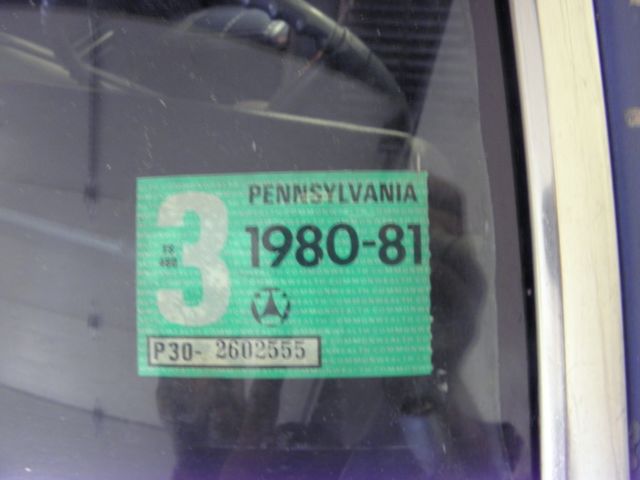 PENNSYLVANIA
3
1980-81
P30- 2602555